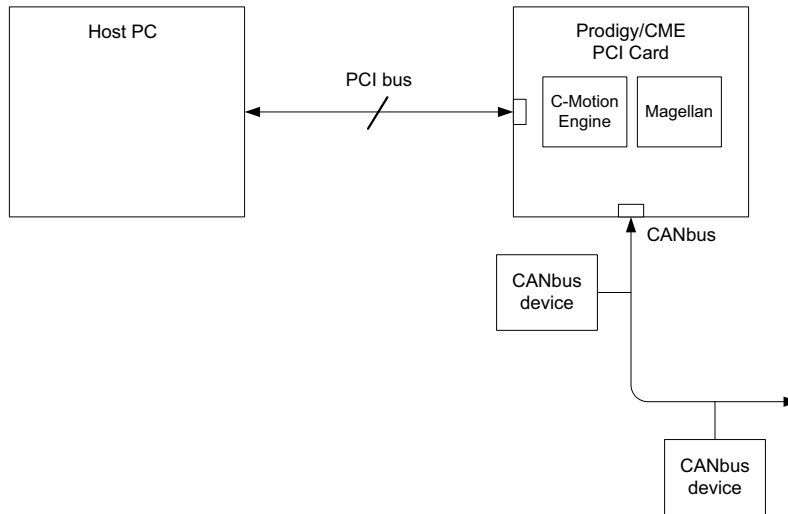 Host PC
Prodigy/CME
PCI Card
PCI bus
C-Motion
Engine
Magellan
CANbus
CANbus
device
CANbus
device